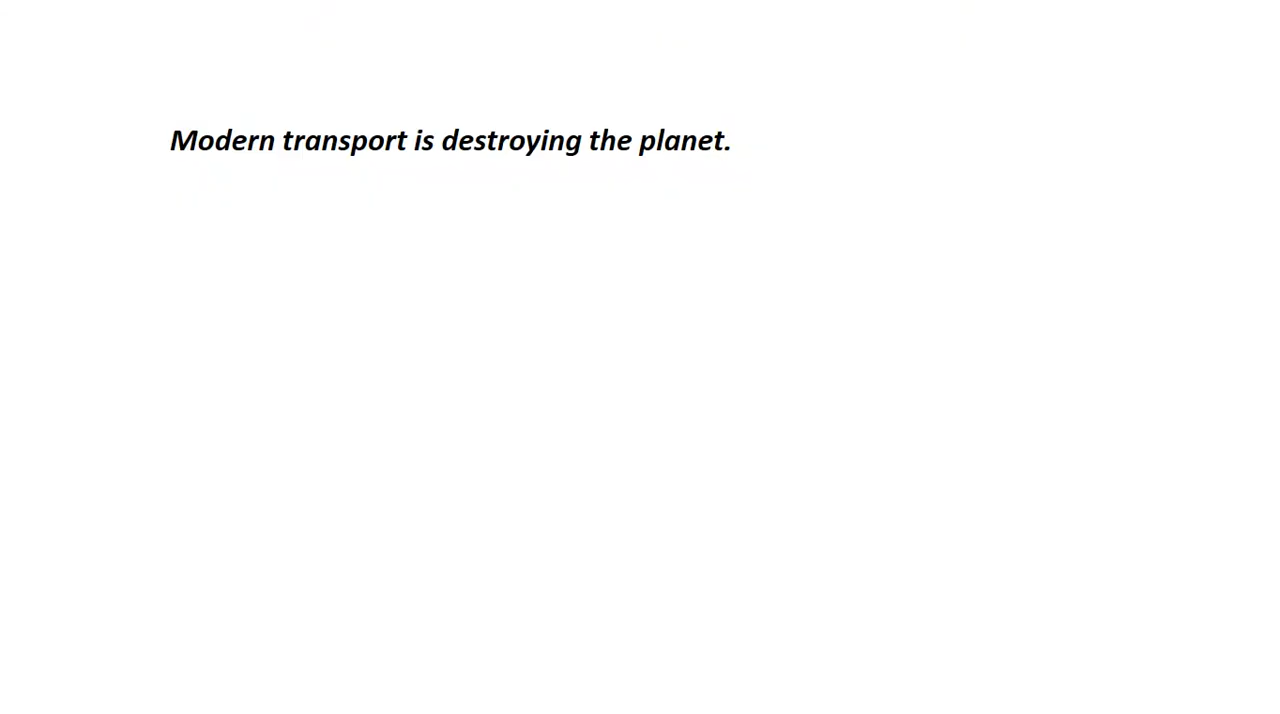 Modern transport is destroying the planet.